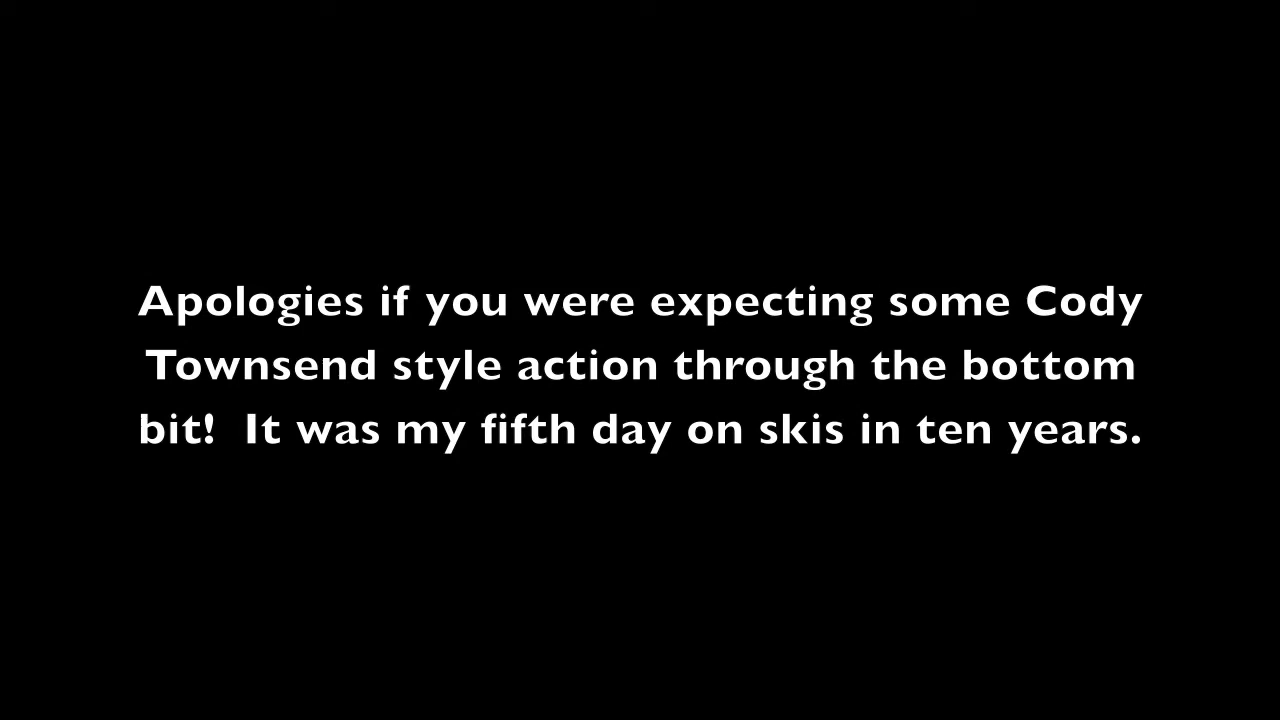 Apologies if you were expecting some Cody
Townsend style action through the bottom
bit!  It was my fifth day on skis in ten years.